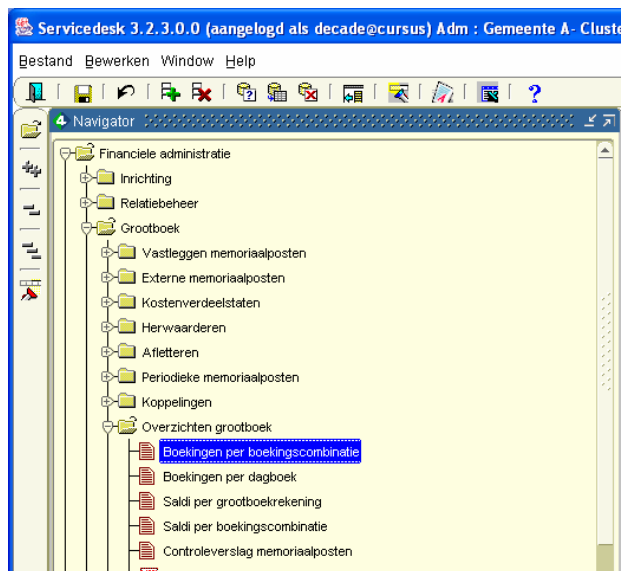 Servicedesk 3.2.3.0.0 (aangelogd als decade@cursus) Adm : Gemeente A- Cluste
Bestand Bewerken Window Help
4 Navigator
Financiele administratie
Inrichting
Relatiebeheer
Grootboek
Vastleggen memoriaalposten
Externe memoriaalposten
Kostenverdeelstaten
Herwaarderen
Afletteren
Periodieke memoriaalposten
Koppelingen
Overzichten grootboek
Boekingen per boekingscombinatie
Boekingen per dagboek
Saldi per grootboekrekening
Saldi per boekingscombinatie
Controleverslag memoriaalposten